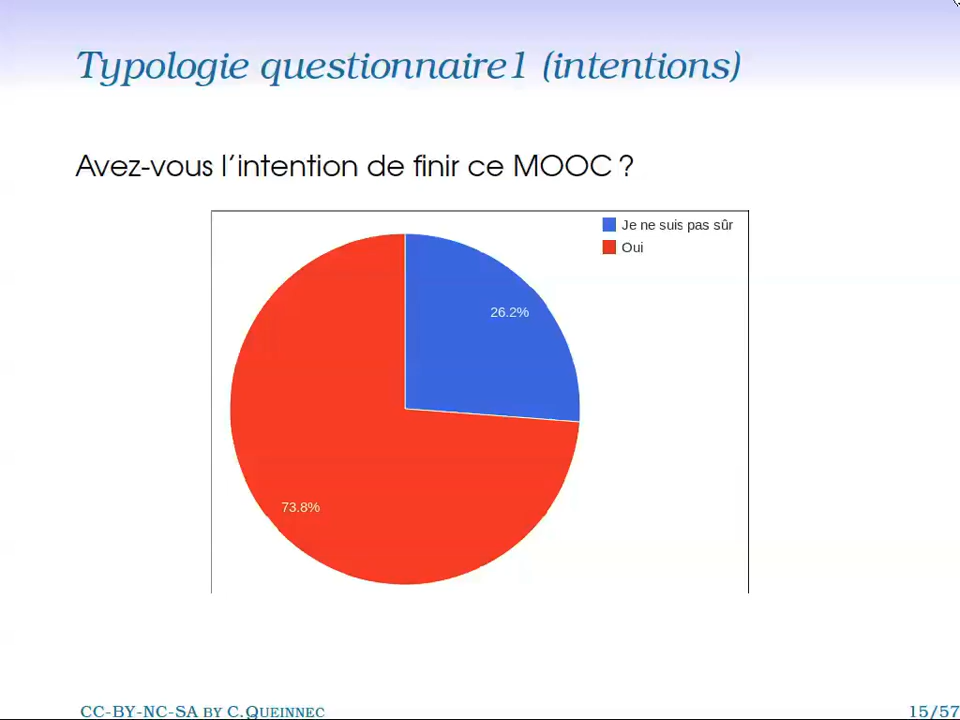 Typologie questionnaire1 (intentions)
Avez-vous l'intention de finir ce MOOC ?
Je ne suis pas sûr
Oui
26.2%
73.8%
CC-BY-NC-SA BY C.QUEINNEC
15/57